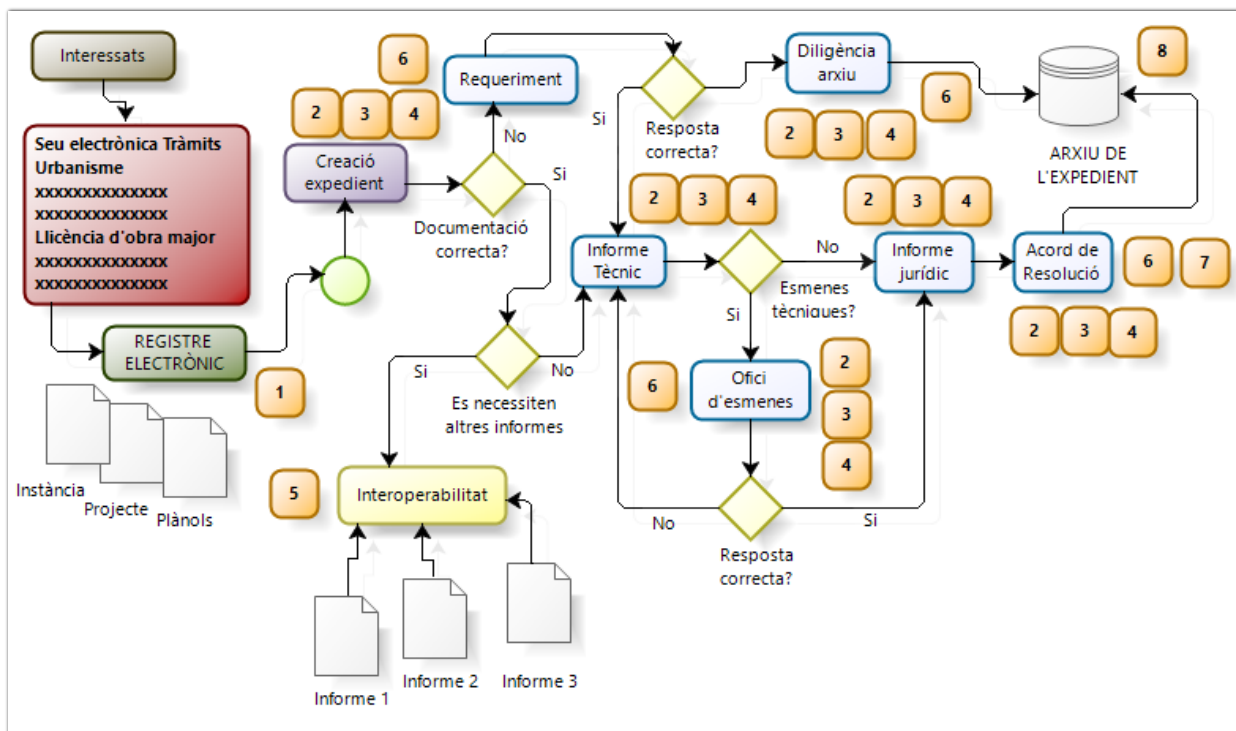 Interessats
Seu electrònica Tràmits
Urbanisme
xxxxxxxxxxxxxx
xxxxxxxxxxxxxx
Llicència d'obra major
xxxxxxxxxxxxxx
xxxxxxxxxxxxxx
REGISTRE
ELECTRÒNIC
1
Instància
Projecte
Plànols
6
2 3 4
Creació
expedient
Requeriment
No
Si
Documentació
correcta?
Si
No
Es necessiten
altres informes
5
Interoperabilitat
Informe 1
Informe 2
Informe 3
Si
Resposta
correcta?
Diligència
arxiu
6
2 3 4
8
ARXIU DE
L'EXPEDIENT
2 3 4
Informe
Tècnic
No
Esmenes
tècniques?
Si
2 3 4
Informe
jurídic
Acord de
Resolució
6 7
2 3 4
6
Ofici
d'esmenes
2
3
4
No
Si
Resposta
correcta?